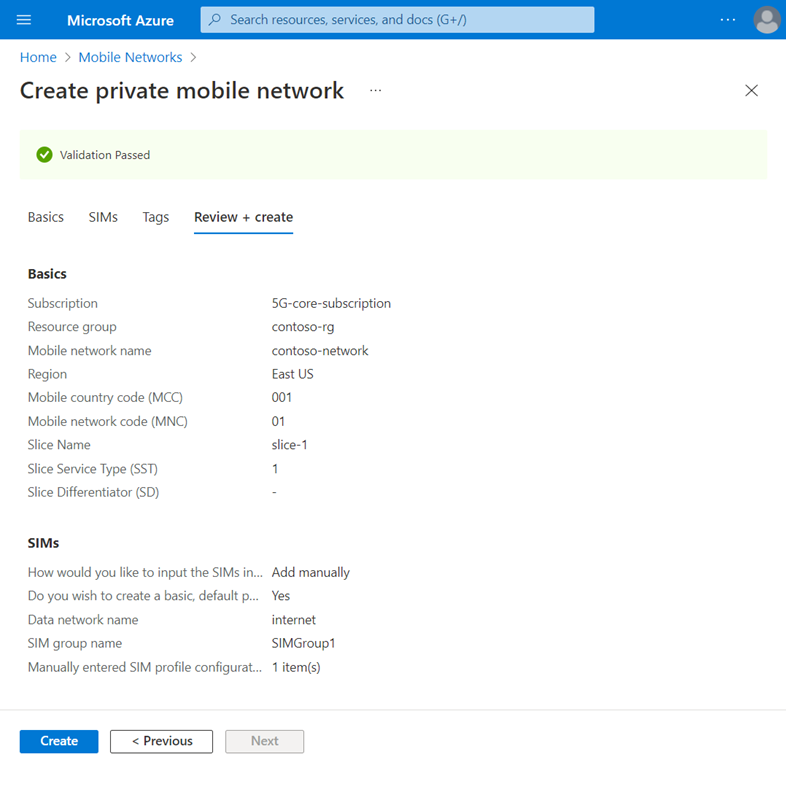 Microsoft Azure
Search resources, services, and docs (G+/)
...
Home > Mobile Networks >
Create private mobile network ...
Validation Passed
Basics SIMs Tags Review + create
Basics
Subscription 5G-core-subscription
Resource group contoso-rg
Mobile network name contoso-network
Region East US
Mobile country code (MCC) 001
Mobile network code (MNC) 01
Slice Name slice-1
Slice Service Type (SST) 1
Slice Differentiator (SD) -
SIMs
How would you like to input the SIMs in... Add manually
Do you wish to create a basic, default p... Yes
Data network name internet
SIM group name SIMGroup1
Manually entered SIM profile configurat... 1 item(s)
Create < Previous Next